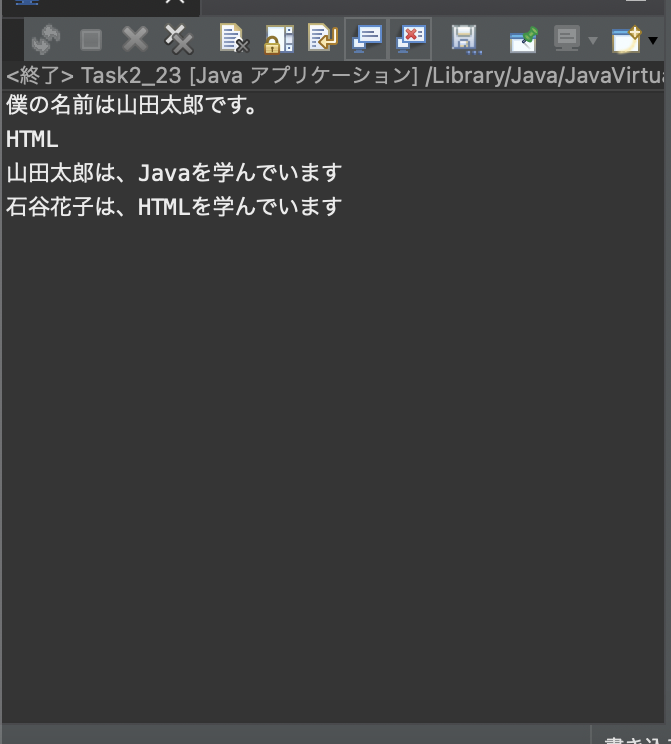 <終了> Task2_23 [Java アプリケーション] /Library/Java/JavaVirtua
僕の名前は山田太郎です。
HTML
山田太郎は、Javaを学んでいます
石谷花子は、HTMLを学んでいます